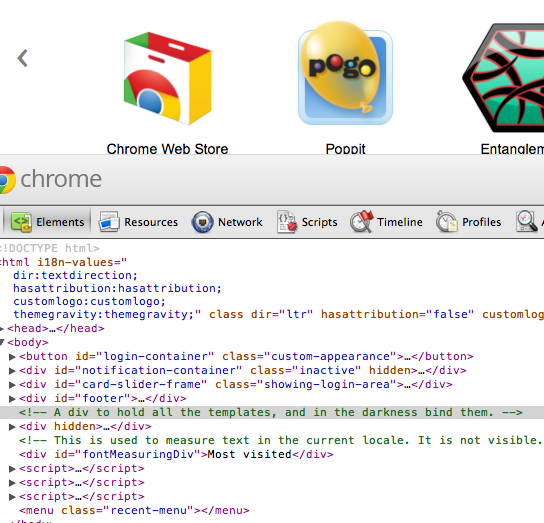 pogo
Chrome Web Store Poppit Entanglem
chrome
Elements Resources Network Scripts Timeline Profiles
<!DOCTYPE html>
<html i18n-values="
dir:textdirection;
hasattribution:hasattribution;
customlogo:customlogo;
themegravity:themegravity;" class dir="ltr" hasattribution="false" customlog
<head>…</head>
<body>
<button id="login-container" class="custom-appearance">…</button>
<div id="notification-container" class="inactive" hidden>…</div>
<div id="card-slider-frame" class="showing-login-area">…</div>
<div id="footer">…</div>
<!-- A div to hold all the templates, and in the darkness bind them. -->
<div hidden>…</div>
<!-- This is used to measure text in the current locale. It is not visible.
<div id="fontMeasuringDiv">Most visited</div>
<script>…</script>
<script>…</script>
<script>…</script>
<menu class="recent-menu"></menu>
</body>